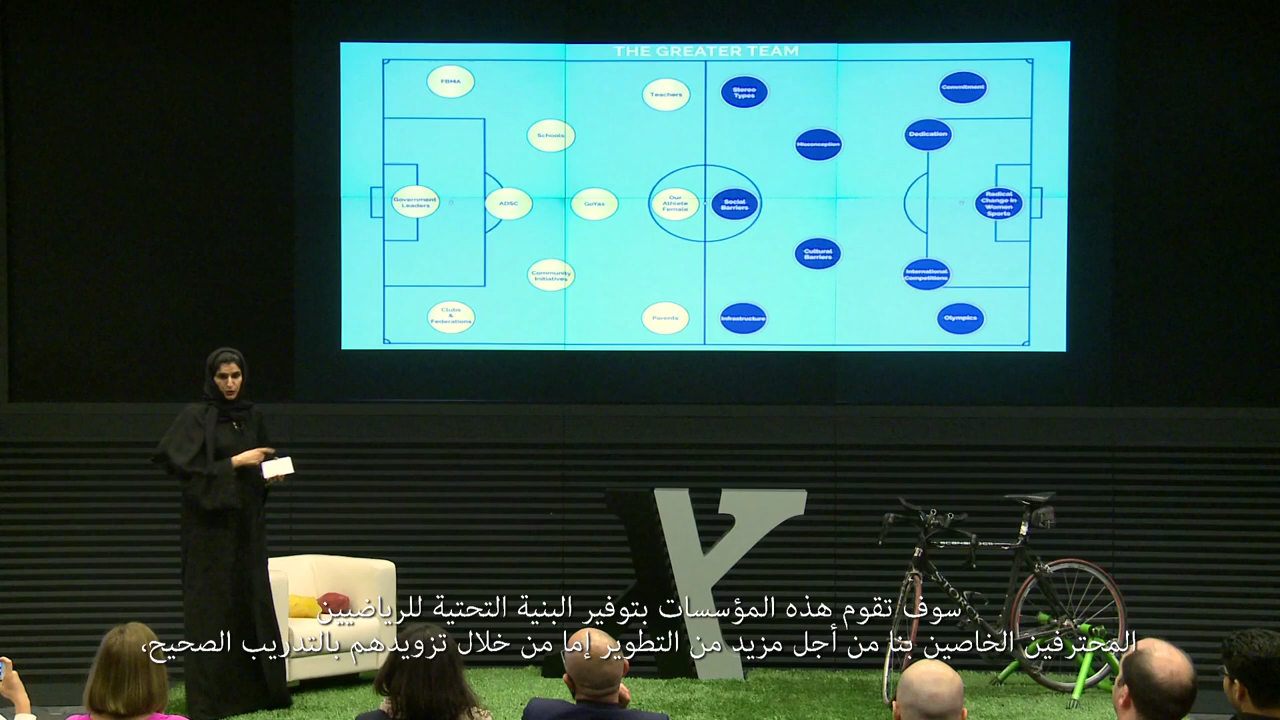 THE GREATER TEAM
FBMA
Teachers
Stereo
Types
Commitment
Schools
Misconception
Dedication
Government
Leaders
ADSC
GoYas
Our
Athlete
Female
Social
Barriers
Radical
Change in
Women
Sports
Community
Initiatives
Cultural
Barriers
International
Competitions
Clubs
&
Federations
Parents
Infrastructure
Olympics
Y
سوف تقوم هذه المؤسسات بتوفير البنية التحتية للرياضيين
المحترفين الخاصين بنا من أجل مزيد من التطوير إما من خلال تزويدهم بالتدريب الصحيح،